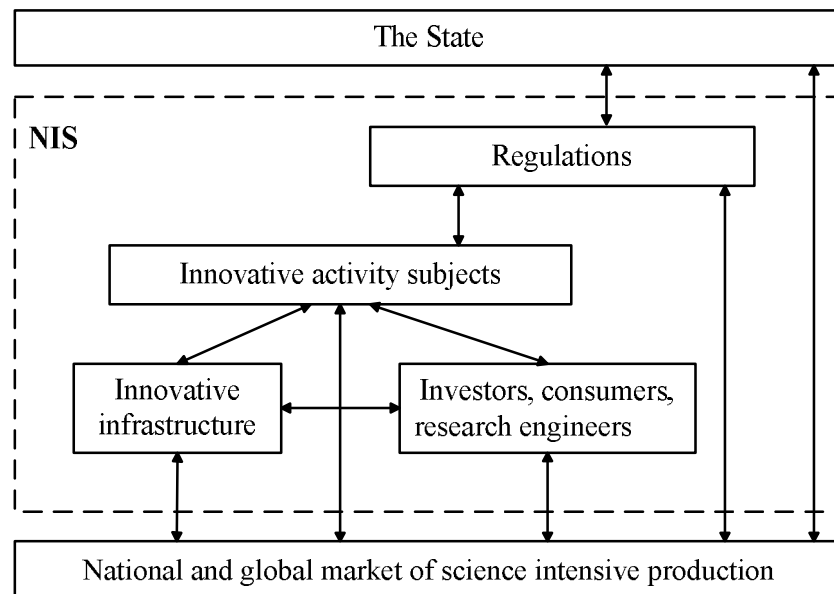 The State
NIS
Regulations
Innovative activity subjects
Innovative
infrastructure
Investors, consumers,
research engineers
National and global market of science intensive production